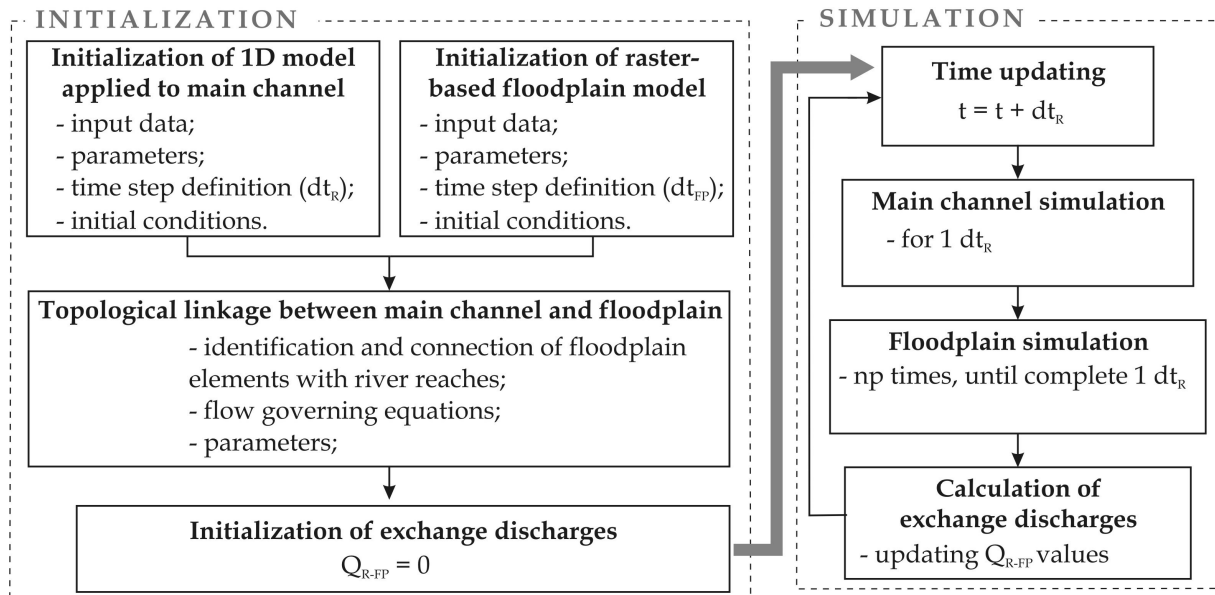 INITIALIZATION
Initialization of 1D model
applied to main channel
- input data;
- parameters;
- time step definition (dtR);
- initial conditions.
Initialization of raster-
based floodplain model
- input data;
- parameters;
- time step definition (dtFP);
- initial conditions.
Topological linkage between main channel and floodplain
- identification and connection of floodplain
elements with river reaches;
- flow governing equations;
- parameters;
Initialization of exchange discharges
QR-FP = 0
SIMULATION
Time updating
t = t + dtR
Main channel simulation
- for 1 dtR
Floodplain simulation
- np times, until complete 1 dtR
Calculation of
exchange discharges
- updating QR-FP values